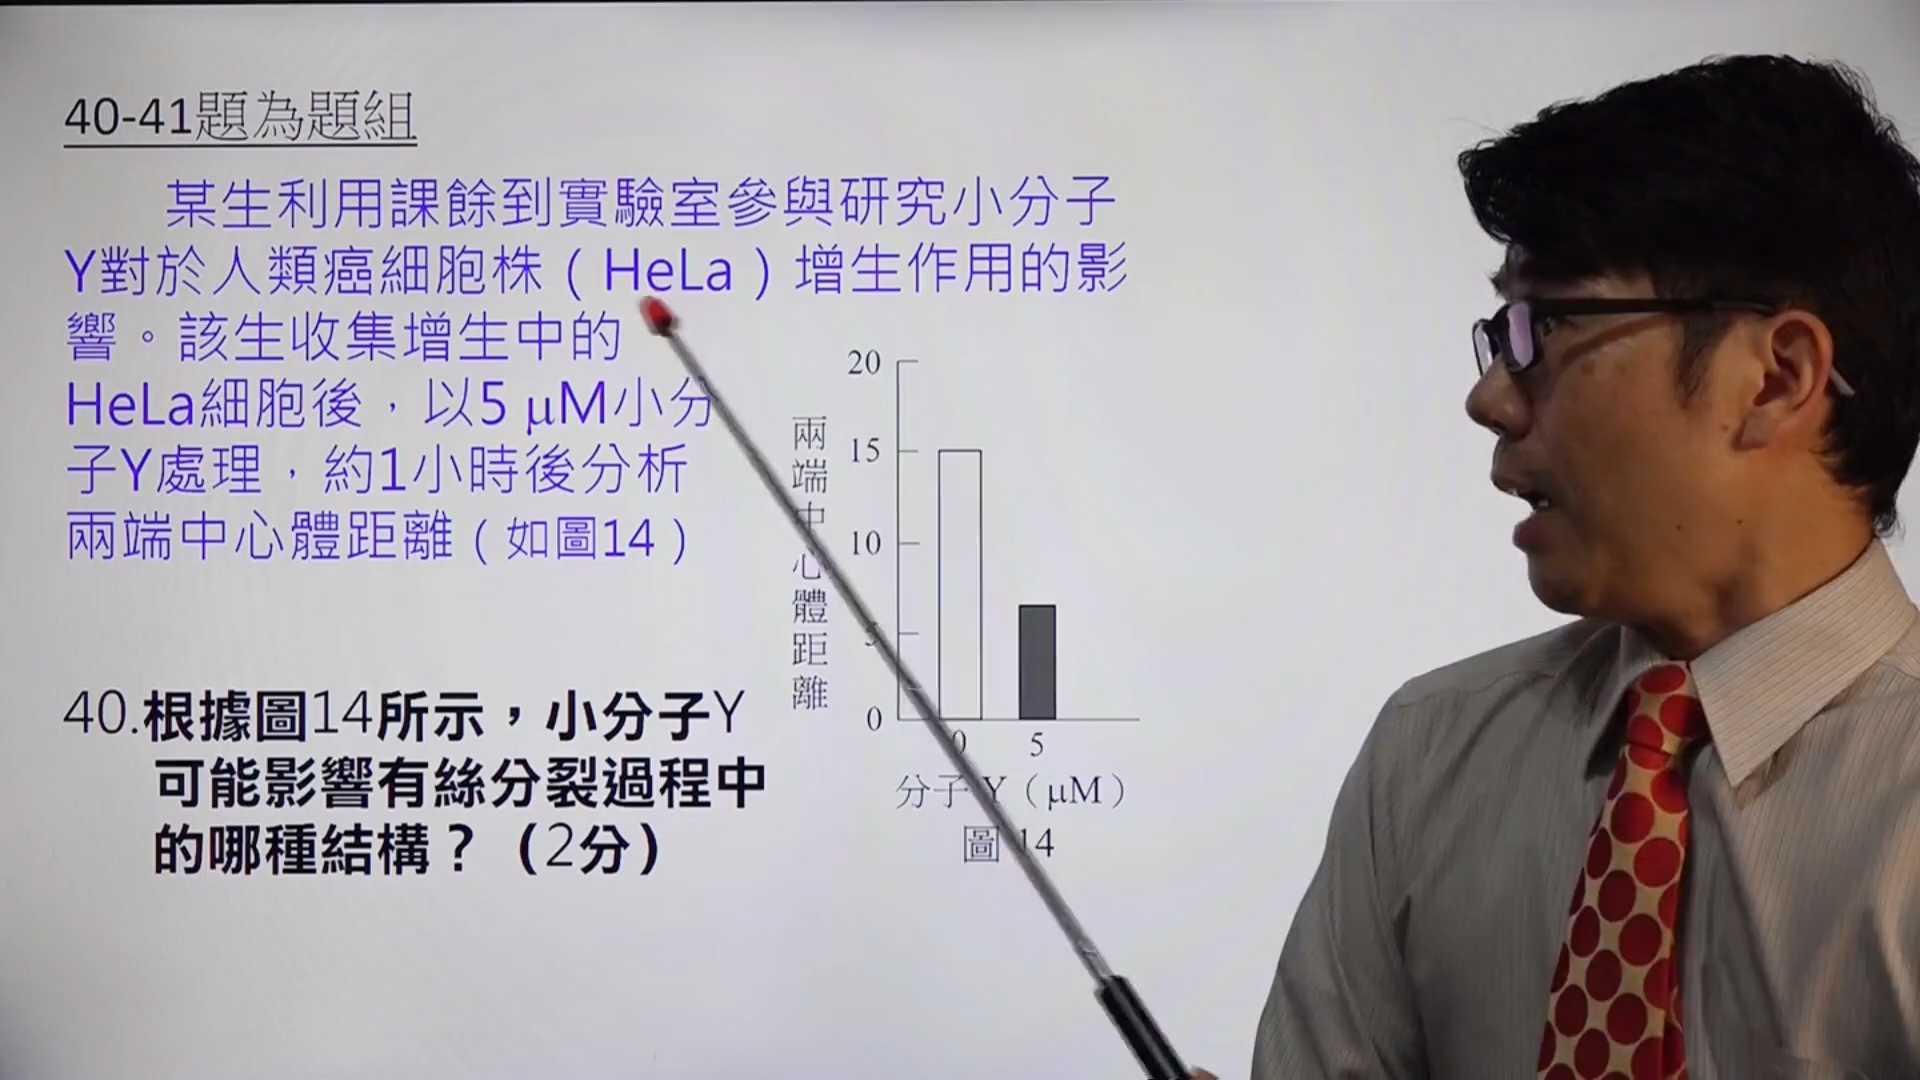 40-41題為題組
某生利用課餘到實驗室參與研究小分子
Y對於人類癌細胞株（HeLa）增生作用的影
響。該生收集增生中的
HeLa細胞後，以5 μM小分
子Y處理，約1小時後分析
兩端中心體距離（如圖14）
40.根據圖14所示，小分子Y
可能影響有絲分裂過程中
的哪種結構？（2分）
兩端中心體距離
20
15
10
5
0
0 5
分子 Y（μM）
圖 14